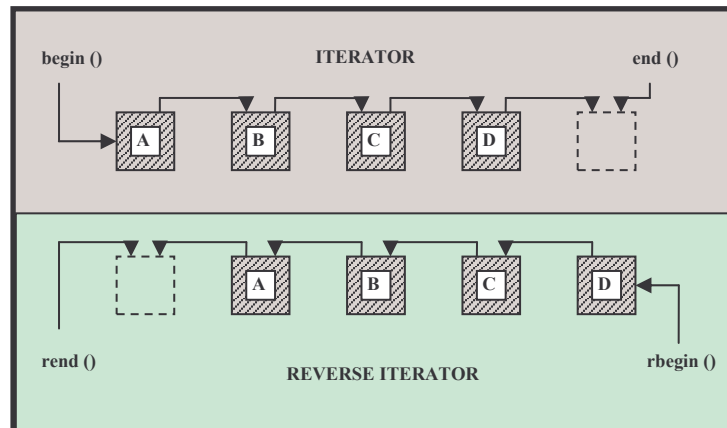 begin ()
ITERATOR
end ()
A
B
C
D
A
B
C
D
rend ()
REVERSE ITERATOR
rbegin ()